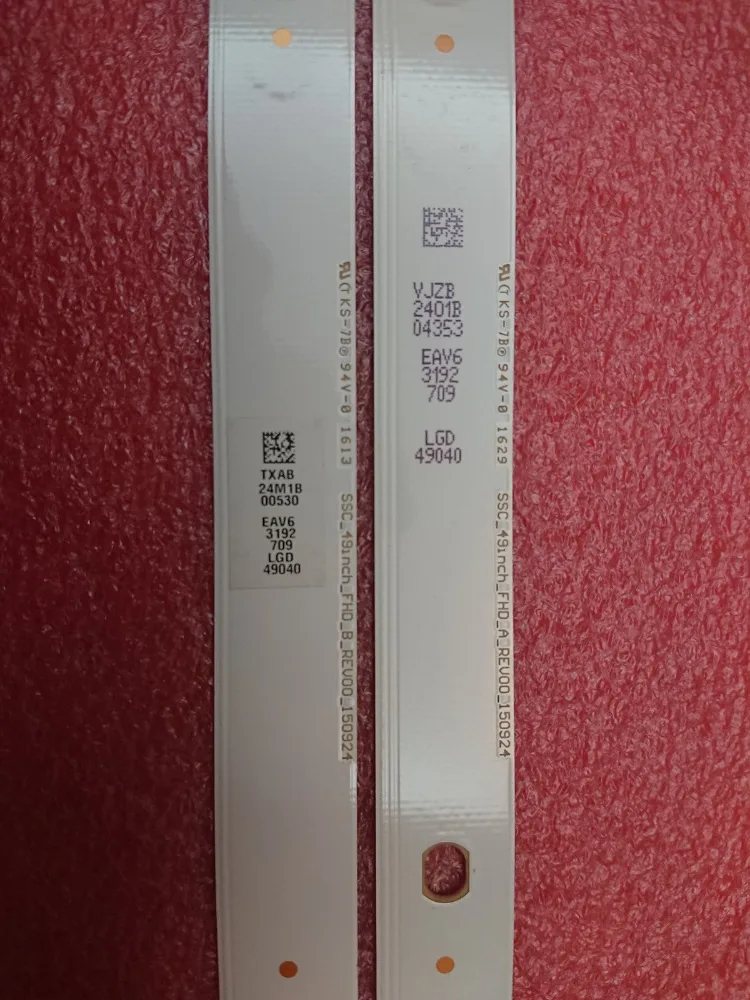 TXAB
24M1B
00530
EAV6
3192
709
LGD
49040
KS-7B 94V-0 1613 SSC_49inch_FHD_B_REV00_150924
VJZB
2401B
04353
EAV6
3192
709
LGD
49040
KS-7B 94V-0 1629 SSC_49inch_FHD_A_REV00_150924